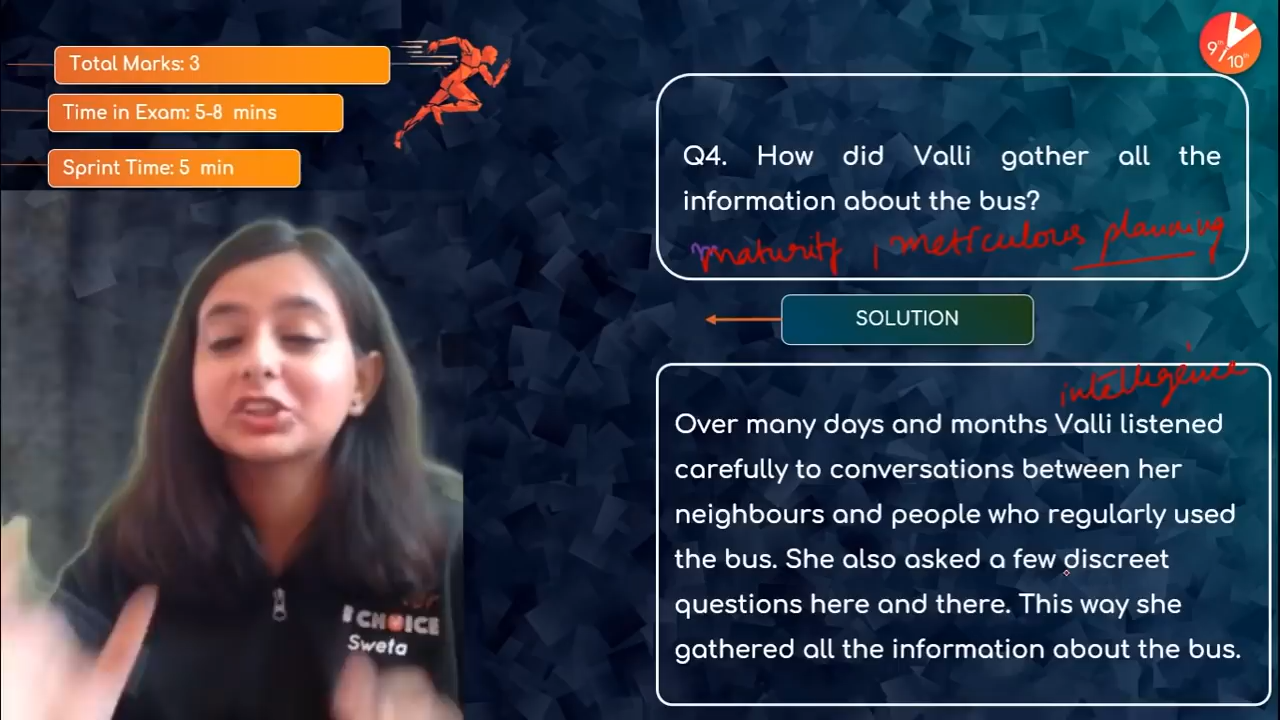 Total Marks: 3
Time in Exam: 5-8 mins
Sprint Time: 5 min
9th
10th
Q4. How did Valli gather all the
information about the bus?
maturity, meticulous planning
SOLUTION
intelligence
Over many days and months Valli listened
carefully to conversations between her
neighbours and people who regularly used
the bus. She also asked a few discreet
questions here and there. This way she
gathered all the information about the bus.
CHOICE
Sweta